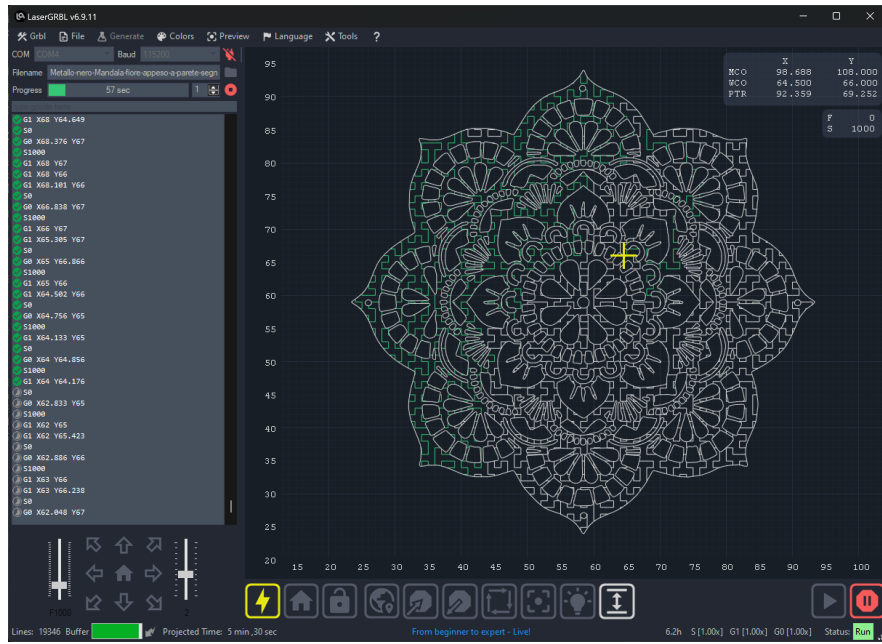 LaserGRBL v6.9.11
Grbl File Generate Colors Preview Language Tools ?
COM COM4 Baud 115200
Filename Metallo-nero-Mandala-fiore-appeso-a-parete-segn
Progress 57 sec 1
G1 X68 Y64.649
S0
G0 X68.376 Y67
S1000
G1 X68 Y67
G1 X68 Y66
G1 X68.101 Y66
S0
G0 X66.838 Y67
S1000
G1 X66 Y67
G1 X65.305 Y67
S0
G0 X65 Y66.866
S1000
G1 X65 Y66
G1 X64.502 Y66
S0
G0 X64.756 Y65
S1000
G1 X64.133 Y65
S0
G0 X64 Y64.856
S1000
G1 X64 Y64.176
S0
G0 X62.833 Y65
S1000
G1 X62 Y65
G1 X62 Y65.423
S0
G0 X62.886 Y66
S1000
G1 X63 Y66
G1 X63 Y66.238
S0
G0 X62.048 Y67
F1000 2
95
90
85
80
75
70
65
60
55
50
45
40
35
30
25
20
15 20 25 30 35 40 45 50 55 60 65 70 75 80 85 90 95 100
X Y
MCO 98.688 108.000
WCO 64.500 66.000
PTR 92.359 69.252
F 0
S 1000
Lines: 19346 Buffer Projected Time: 5 min ,30 sec From beginner to expert - Live! 6.2h S [1.00x] G1 [1.00x] G0 [1.00x] Status: Run